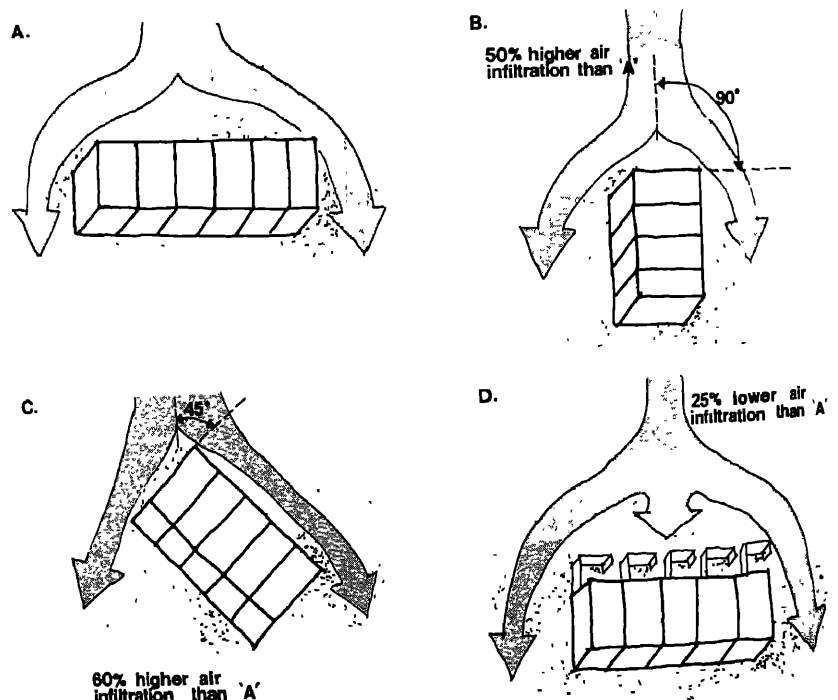 A.
B.
50% higher air
infiltration than 'A'
90°
C.
45°
60% higher air
infiltration than 'A'
D.
25% lower air
infiltration than 'A'